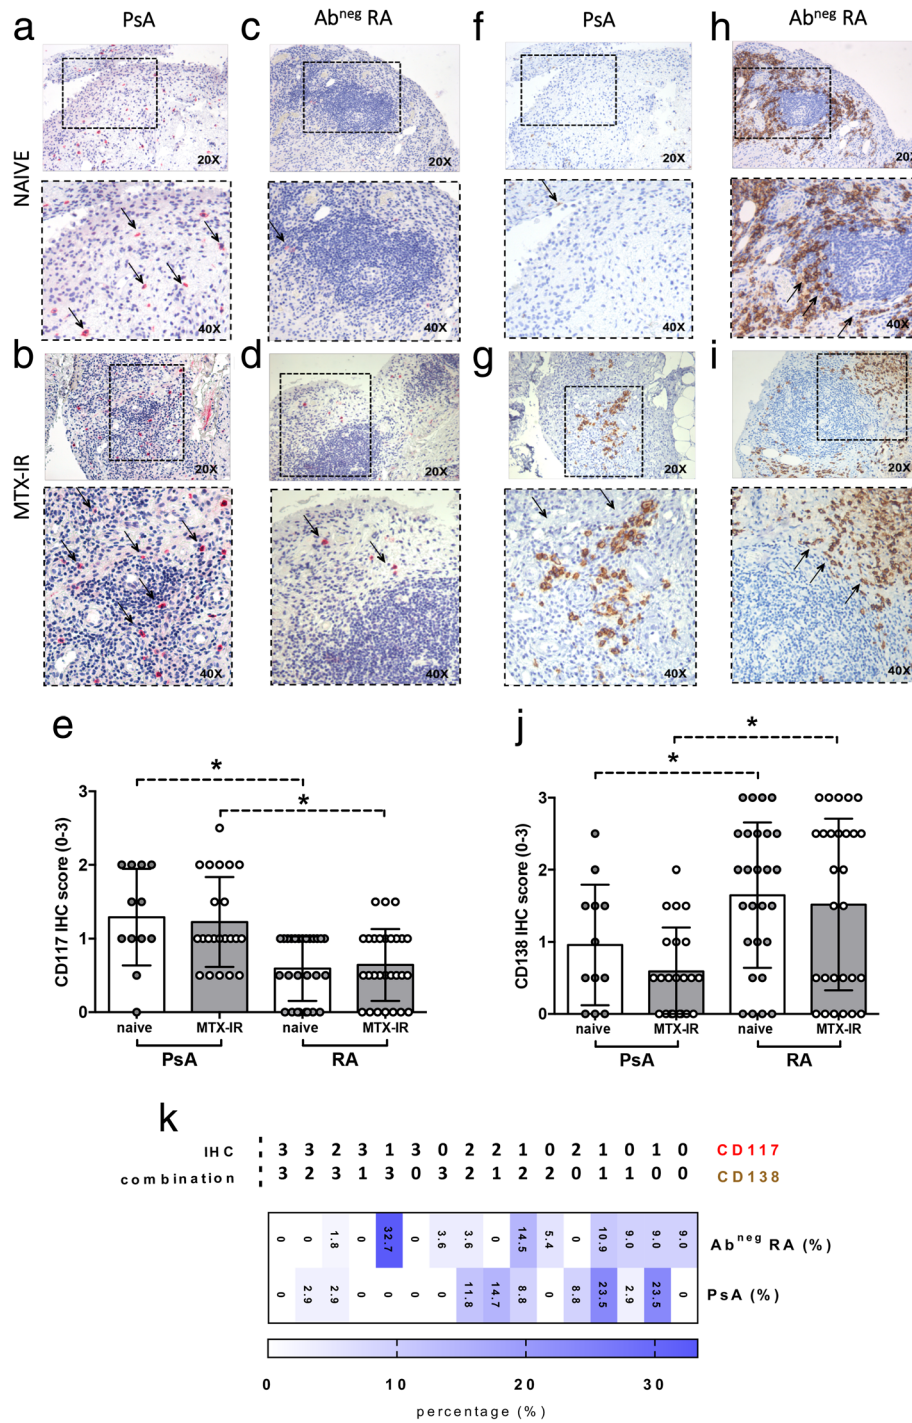 a PsA c Ab^neg RA f PsA h Ab^neg RA
NAIVE
20X 20X 20X 20X
40X 40X 40X 40X
b d g i
MTX-IR
20X 20X 20X 20X
40X 40X 40X 40X
e
* *
CD117 IHC score (0-3)
3
2
1
0
naive MTX-IR naive MTX-IR
PsA RA
j
* *
CD138 IHC score (0-3)
3
2
1
0
naive MTX-IR naive MTX-IR
PsA RA
k
IHC 3 3 2 3 1 3 0 2 2 1 0 2 1 0 1 0 CD117
combination 3 2 3 1 3 0 3 2 1 2 2 0 1 1 0 0 CD138
0 0 1.8 0 32.7 0 3.6 3.6 0 14.5 5.4 0 10.9 9.0 9.0 9.0 Ab^neg RA (%)
0 2.9 2.9 0 0 0 0 11.8 14.7 8.8 0 8.8 23.5 2.9 23.5 0 PsA (%)
0 10 20 30
percentage (%)